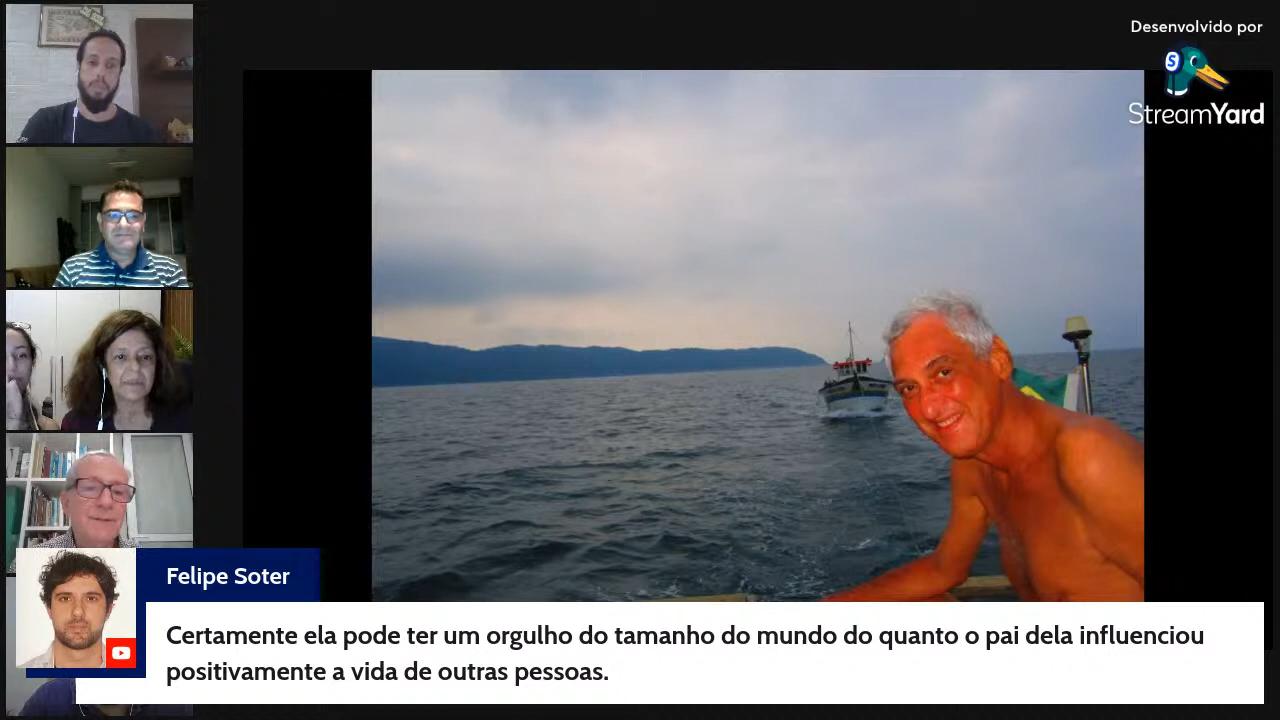 Desenvolvido por
StreamYard
Felipe Soter
Certamente ela pode ter um orgulho do tamanho do mundo do quanto o pai dela influenciou
positivamente a vida de outras pessoas.